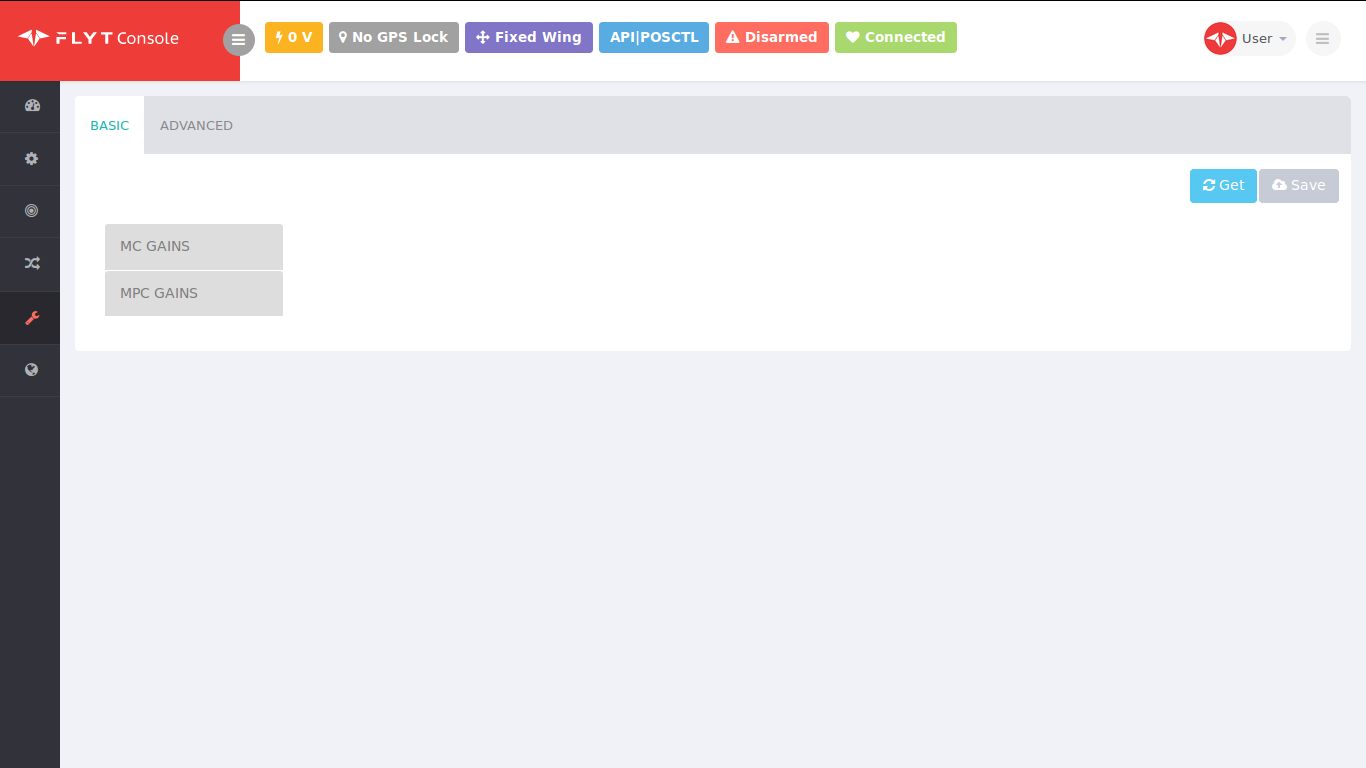 FLYT Console
0 V
No GPS Lock
Fixed Wing
API|POSCTL
Disarmed
Connected
User
BASIC
ADVANCED
Get
Save
MC GAINS
MPC GAINS